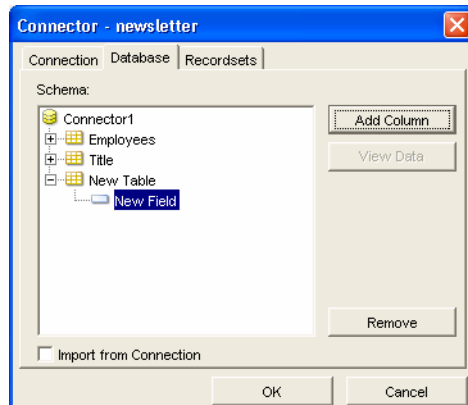 Connector - newsletter
Connection Database Recordsets
Schema:
Connector1
Add Column
Employees
View Data
Title
New Table
New Field
Remove
Import from Connection
OK Cancel